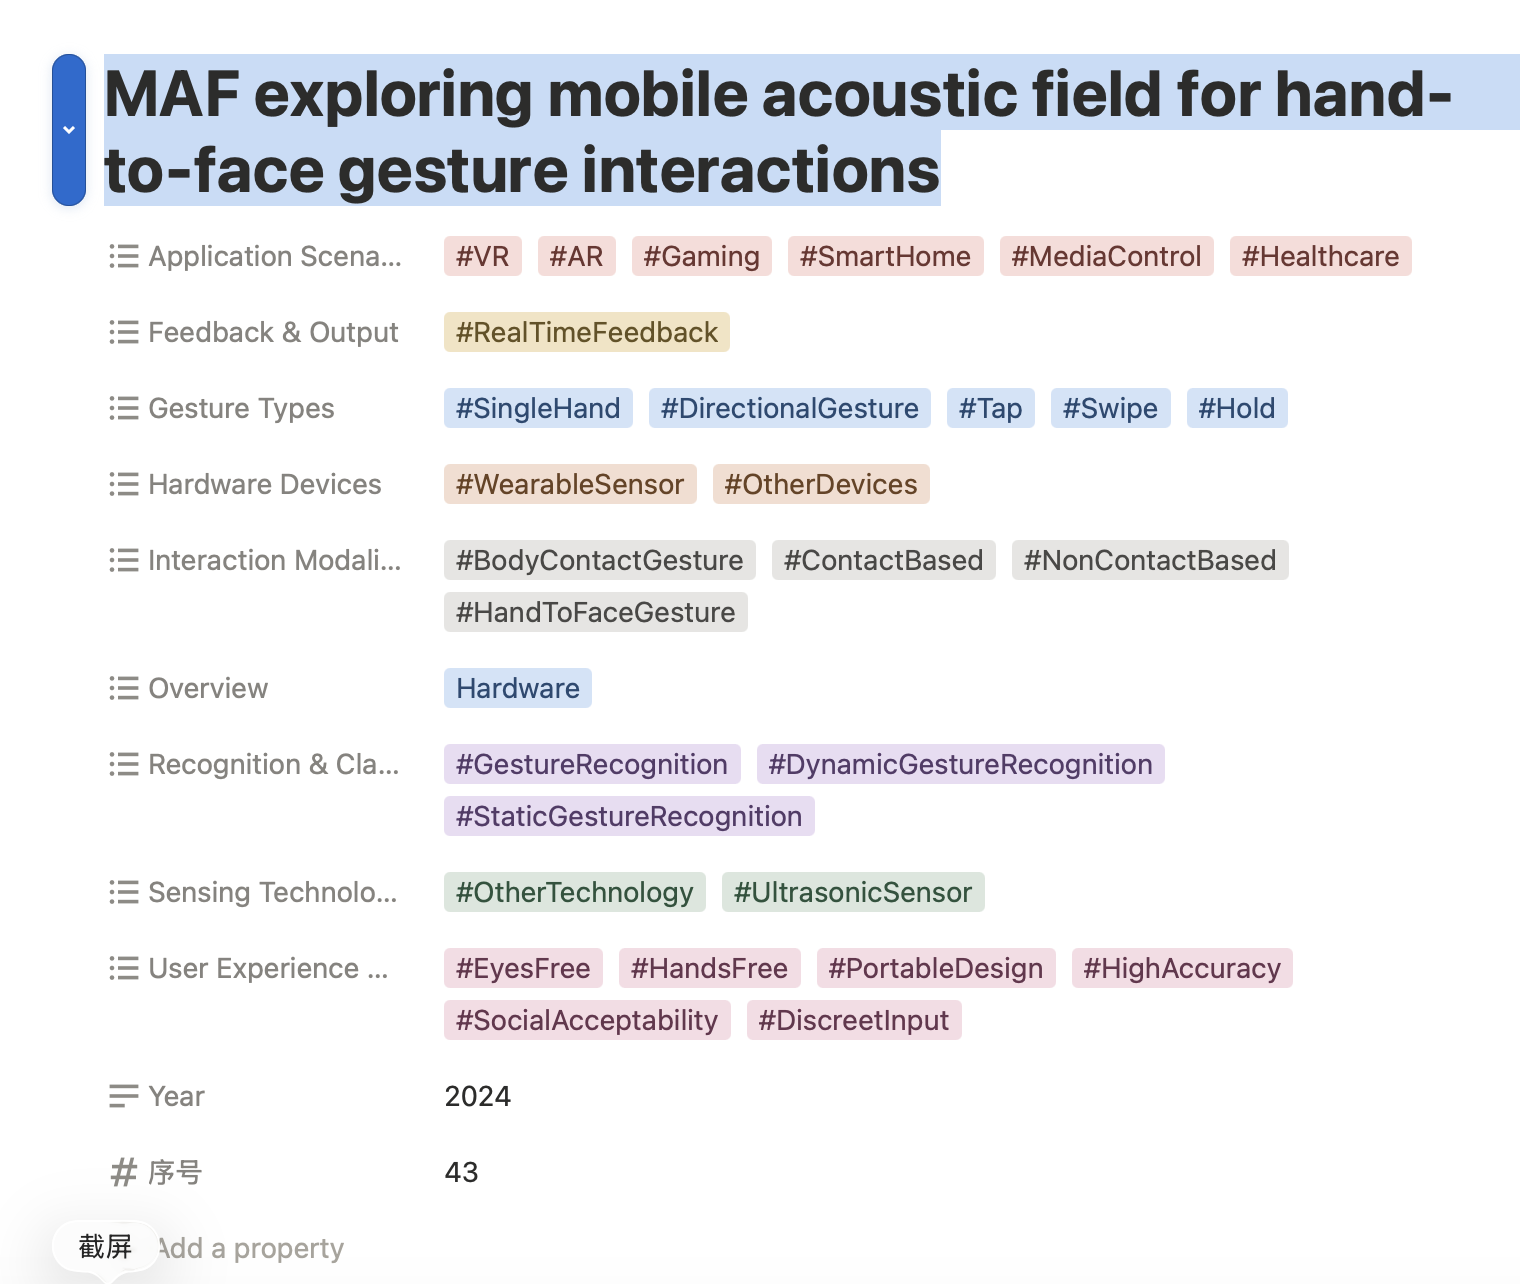 MAF exploring mobile acoustic field for hand-
to-face gesture interactions
Application Scena... #VR #AR #Gaming #SmartHome #MediaControl #Healthcare
Feedback & Output #RealTimeFeedback
Gesture Types #SingleHand #DirectionalGesture #Tap #Swipe #Hold
Hardware Devices #WearableSensor #OtherDevices
Interaction Modali... #BodyContactGesture #ContactBased #NonContactBased
#HandToFaceGesture
Overview Hardware
Recognition & Cla... #GestureRecognition #DynamicGestureRecognition
#StaticGestureRecognition
Sensing Technolo... #OtherTechnology #UltrasonicSensor
User Experience ... #EyesFree #HandsFree #PortableDesign #HighAccuracy
#SocialAcceptability #DiscreetInput
Year 2024
序号 43
截屏 Add a property